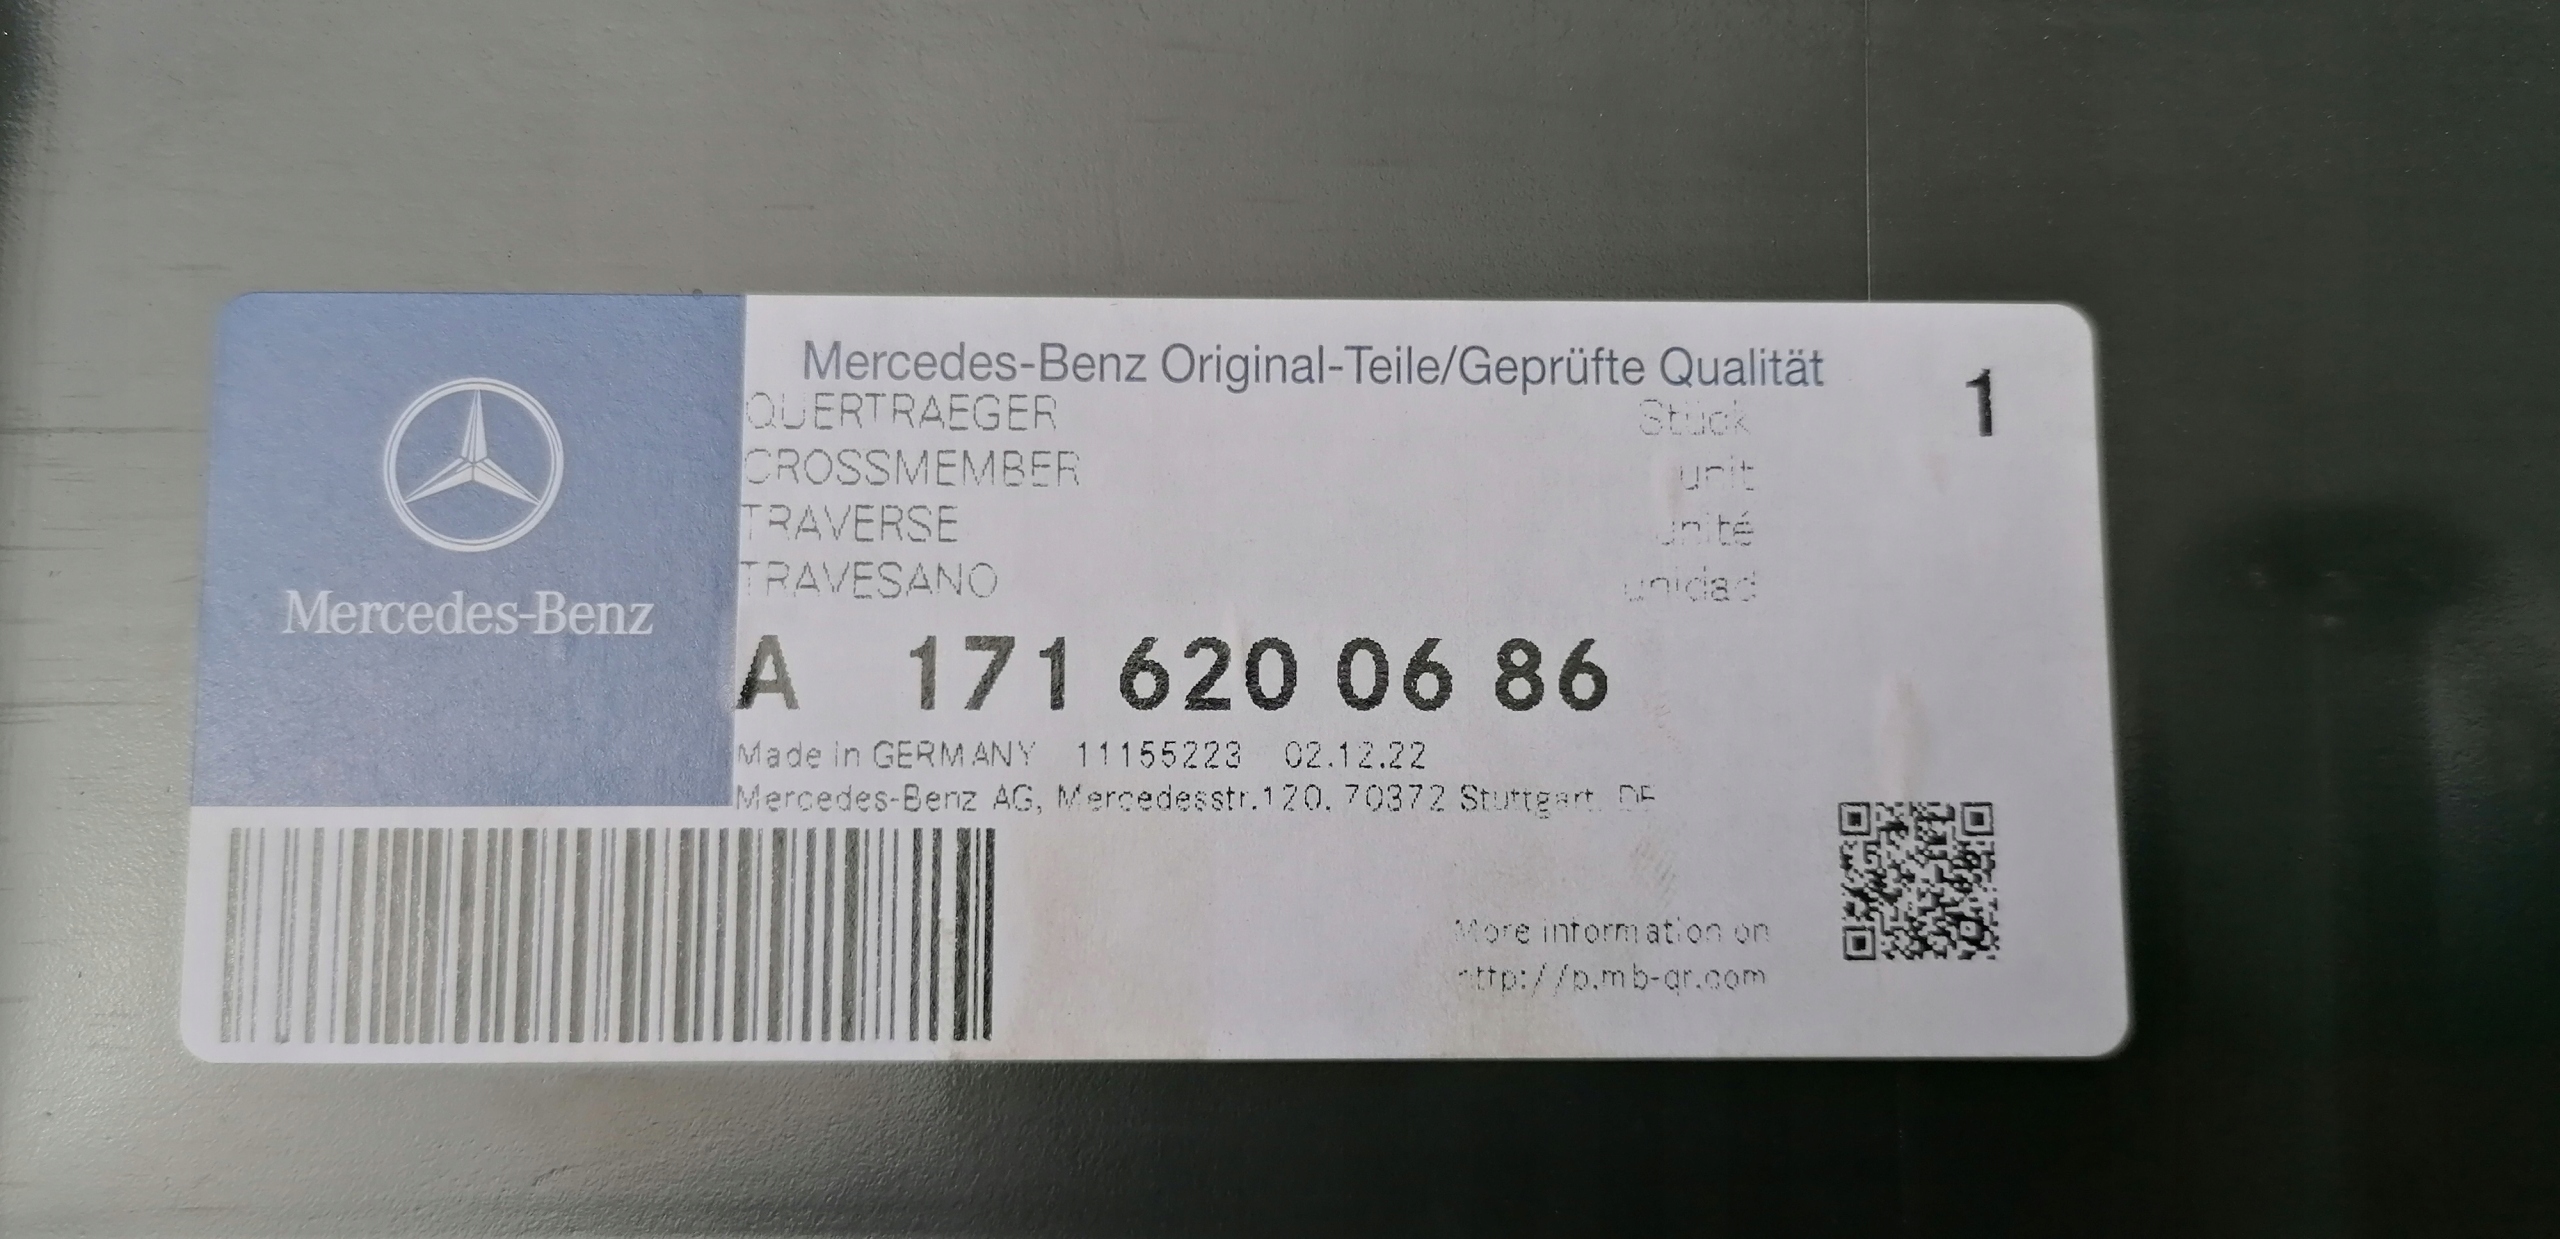 Mercedes-Benz
Mercedes-Benz Original-Teile/Geprüfte Qualität
QUERTRAEGER Stück 1
CROSSMEMBER unit
TRAVERSE unité
TRAVESANO unidad
A 171 620 06 86
Made in GERMANY 11155223 02.12.22
Mercedes-Benz AG, Mercedesstr.120, 70372 Stuttgart, DE
More information on
http://p.mb-qr.com